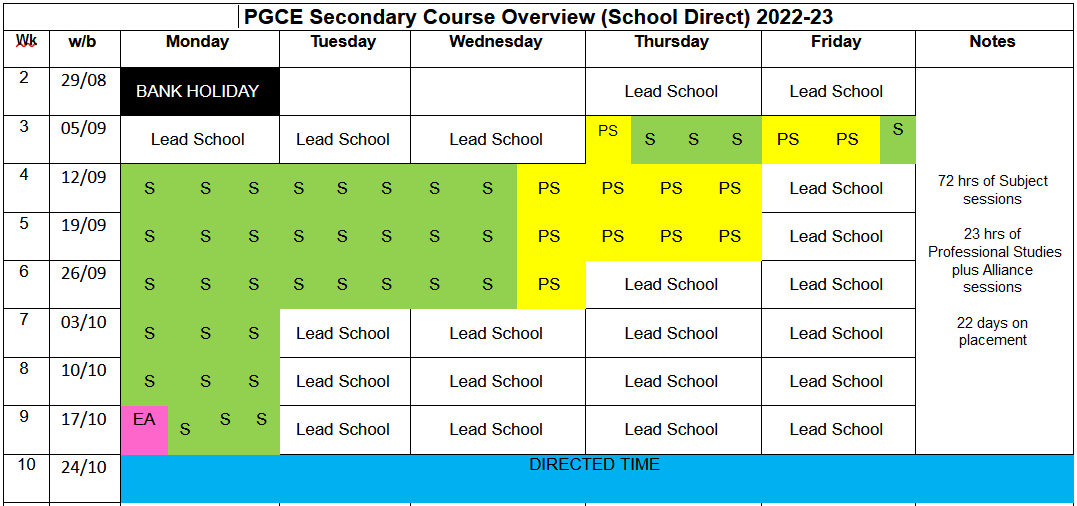 PGCE Secondary Course Overview (School Direct) 2022-23
Wk w/b Monday Tuesday Wednesday Thursday Friday Notes
2 29/08 BANK HOLIDAY Lead School Lead School
3 05/09 Lead School Lead School Lead School PS S S S PS PS S
4 12/09 S S S S S S S S PS PS PS PS Lead School
5 19/09 S S S S S S S S PS PS PS PS Lead School
6 26/09 S S S S S S S S PS Lead School Lead School
7 03/10 S S S Lead School Lead School Lead School Lead School
8 10/10 S S S Lead School Lead School Lead School Lead School
9 17/10 EA S S S Lead School Lead School Lead School Lead School
72 hrs of Subject
sessions
23 hrs of
Professional Studies
plus Alliance
sessions
22 days on
placement
10 24/10 DIRECTED TIME